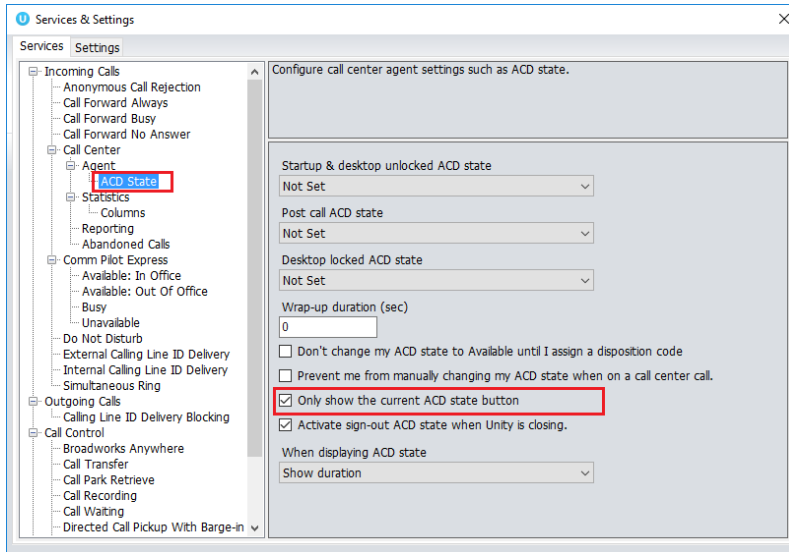 Services & Settings
Services Settings
Incoming Calls
Anonymous Call Rejection
Call Forward Always
Call Forward Busy
Call Forward No Answer
Call Center
Agent
ACD State
Statistics
Columns
Reporting
Abandoned Calls
Comm Pilot Express
Available: In Office
Available: Out Of Office
Busy
Unavailable
Do Not Disturb
External Calling Line ID Delivery
Internal Calling Line ID Delivery
Simultaneous Ring
Outgoing Calls
Calling Line ID Delivery Blocking
Call Control
Broadworks Anywhere
Call Transfer
Call Park Retrieve
Call Recording
Call Waiting
Directed Call Pickup With Barge-in
Configure call center agent settings such as ACD state.
Startup & desktop unlocked ACD state
Not Set
Post call ACD state
Not Set
Desktop locked ACD state
Not Set
Wrap-up duration (sec)
0
Don't change my ACD state to Available until I assign a disposition code
Prevent me from manually changing my ACD state when on a call center call.
Only show the current ACD state button
Activate sign-out ACD state when Unity is closing.
When displaying ACD state
Show duration